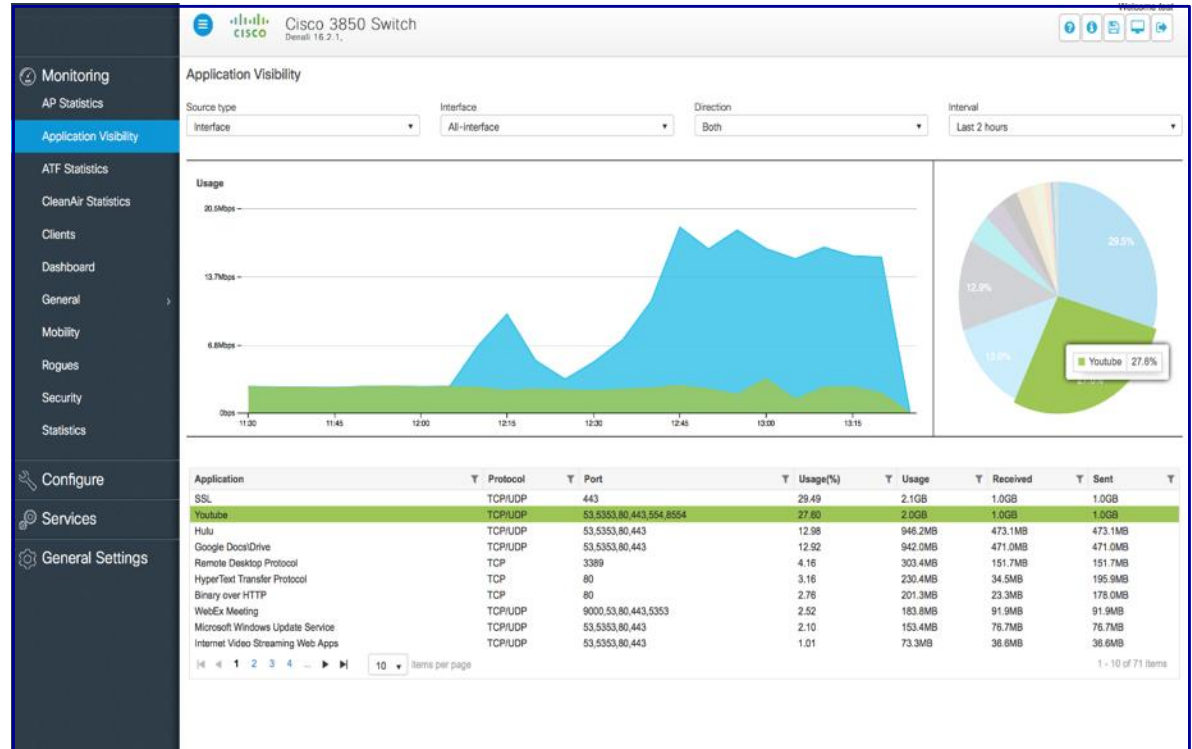 Welcome test
CISCO
Cisco 3850 Switch
Denali 16.2.1,
Monitoring
AP Statistics
Application Visibility
ATF Statistics
CleanAir Statistics
Clients
Dashboard
General
Mobility
Rogues
Security
Statistics
Configure
Services
General Settings
Application Visibility
Source type Interface Direction Interval
Interface All-interface Both Last 2 hours
Usage
20.5Mbps
13.7Mbps
6.8Mbps
0bps
11:30 11:45 12:00 12:15 12:30 12:45 13:00 13:15
29.5%
12.9%
13.0%
Youtube 27.6%
Application Protocol Port Usage(%) Usage Received Sent
SSL TCP/UDP 443 29.49 2.1GB 1.0GB 1.0GB
Youtube TCP/UDP 53,5353,80,443,554,8554 27.60 2.0GB 1.0GB 1.0GB
Hulu TCP/UDP 53,5353,80,443 12.98 946.2MB 473.1MB 473.1MB
Google Docs\Drive TCP/UDP 53,5353,80,443 12.92 942.0MB 471.0MB 471.0MB
Remote Desktop Protocol TCP 3389 4.16 303.4MB 151.7MB 151.7MB
HyperText Transfer Protocol TCP 80 3.16 230.4MB 34.5MB 195.9MB
Binary over HTTP TCP 80 2.76 201.3MB 23.3MB 178.0MB
WebEx Meeting TCP/UDP 9000,53,80,443,5353 2.52 183.8MB 91.9MB 91.9MB
Microsoft Windows Update Service TCP/UDP 53,5353,80,443 2.10 153.4MB 76.7MB 76.7MB
Internet Video Streaming Web Apps TCP/UDP 53,5353,80,443 1.01 73.3MB 36.6MB 36.6MB
1 2 3 4 ... 10 items per page 1 - 10 of 71 items